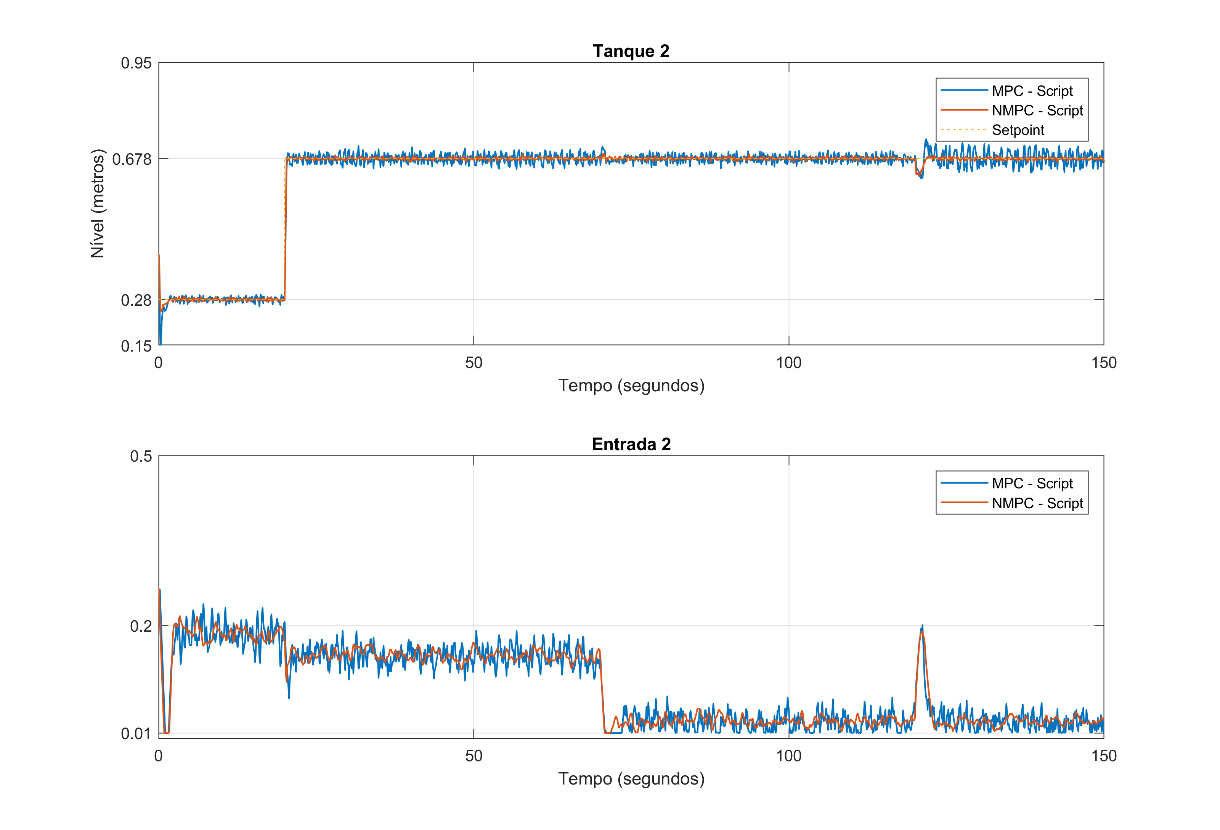 Tanque 2
0.95
0.678
0.28
0.15
Nível (metros)
MPC - Script
NMPC - Script
Setpoint
0
50
100
150
Tempo (segundos)
Entrada 2
0.5
0.2
0.01
MPC - Script
NMPC - Script
0
50
100
150
Tempo (segundos)